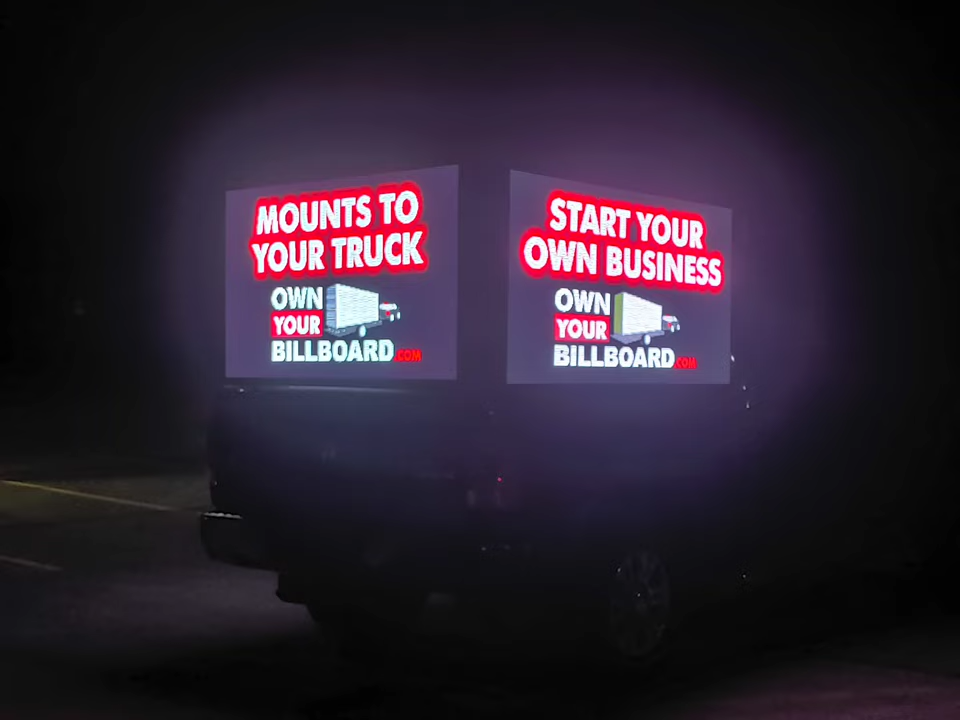 MOUNTS TO
YOUR TRUCK
OWN
YOUR
BILLBOARD.COM
START YOUR
OWN BUSINESS
OWN
YOUR
BILLBOARD.COM